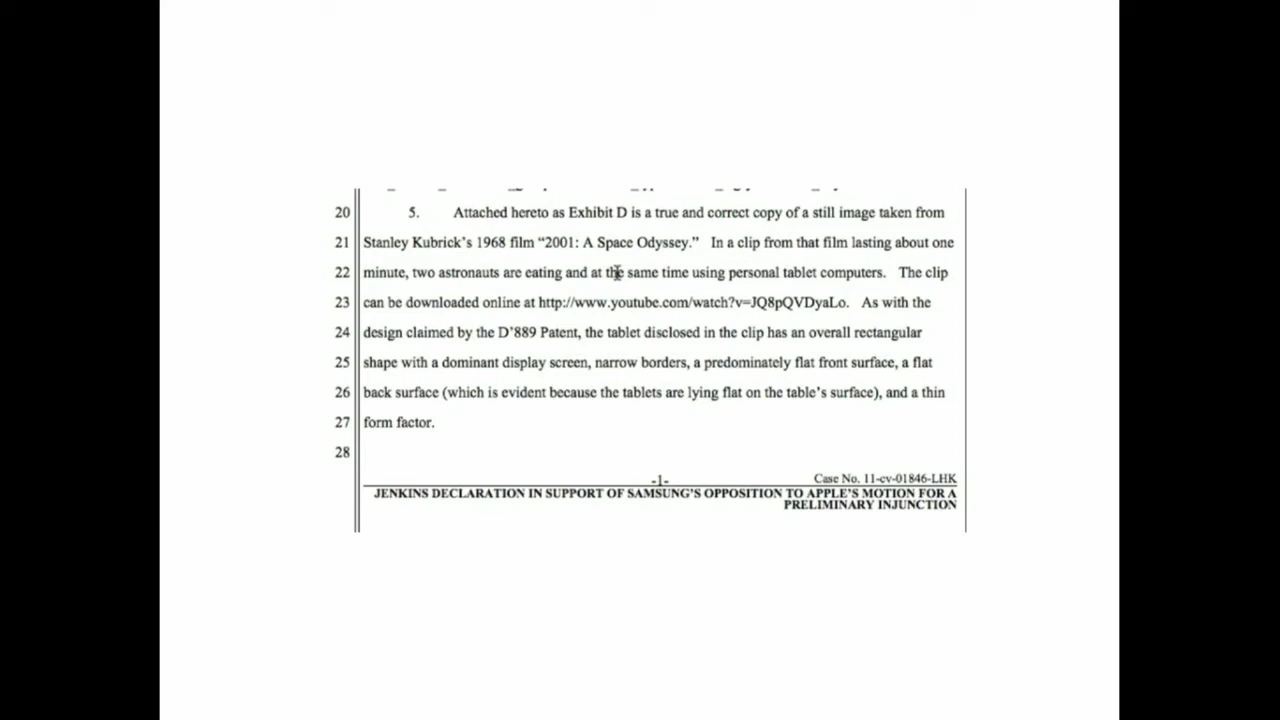 20 5. Attached hereto as Exhibit D is a true and correct copy of a still image taken from
21 Stanley Kubrick's 1968 film "2001: A Space Odyssey." In a clip from that film lasting about one
22 minute, two astronauts are eating and at the same time using personal tablet computers. The clip
23 can be downloaded online at http://www.youtube.com/watch?v=JQ8pQVDyaLo. As with the
24 design claimed by the D'889 Patent, the tablet disclosed in the clip has an overall rectangular
25 shape with a dominant display screen, narrow borders, a predominately flat front surface, a flat
26 back surface (which is evident because the tablets are lying flat on the table's surface), and a thin
27 form factor.
28
-1- Case No. 11-cv-01846-LHK
JENKINS DECLARATION IN SUPPORT OF SAMSUNG'S OPPOSITION TO APPLE'S MOTION FOR A
PRELIMINARY INJUNCTION